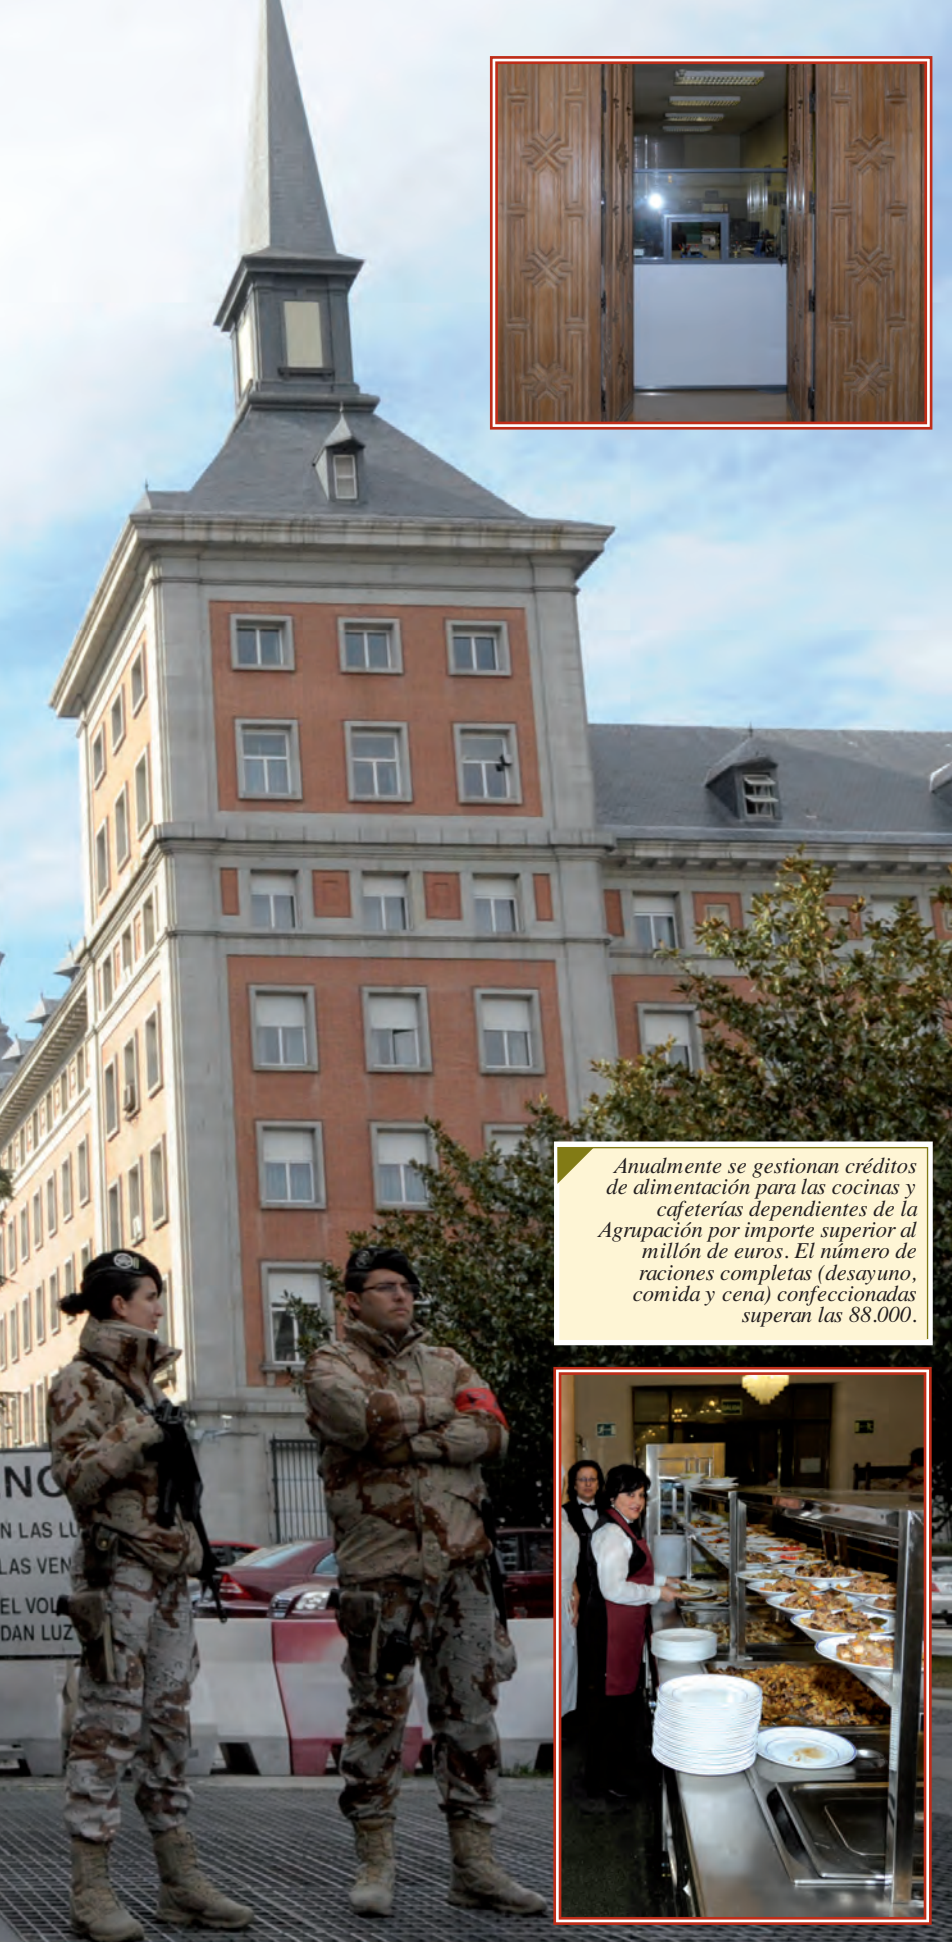 Anualmente se gestionan créditos
de alimentación para las cocinas y
cafeterías dependientes de la
Agrupación por importe superior al
millón de euros. El número de
raciones completas (desayuno,
comida y cena) confeccionadas
superan las 88.000.
NO
N LAS LU
LAS VEN
EL VOL
DAN LUZ
SALIDA